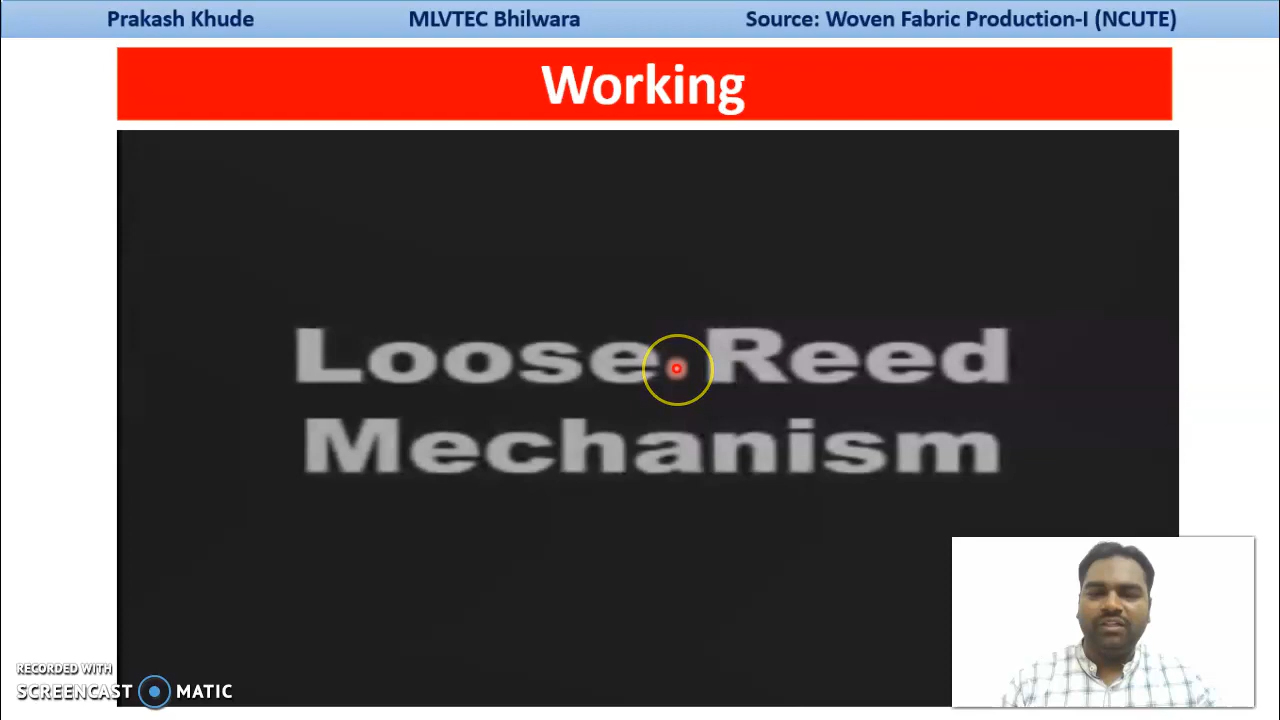 Prakash Khude MLVTEC Bhilwara Source: Woven Fabric Production-I (NCUTE)
Working
Loose Reed
Mechanism
RECORDED WITH
SCREENCAST MATIC